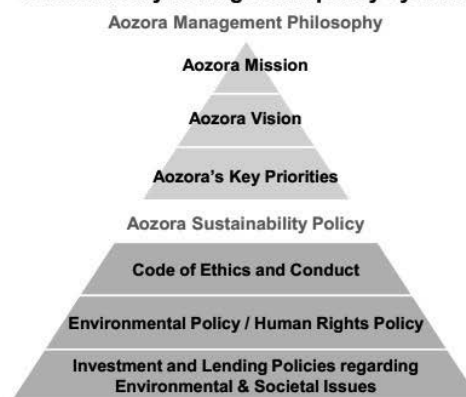 Aozora Management Philosophy
Aozora Mission
Aozora Vision
Aozora's Key Priorities
Aozora Sustainability Policy
Code of Ethics and Conduct
Environmental Policy / Human Rights Policy
Investment and Lending Policies regarding
Environmental & Societal Issues